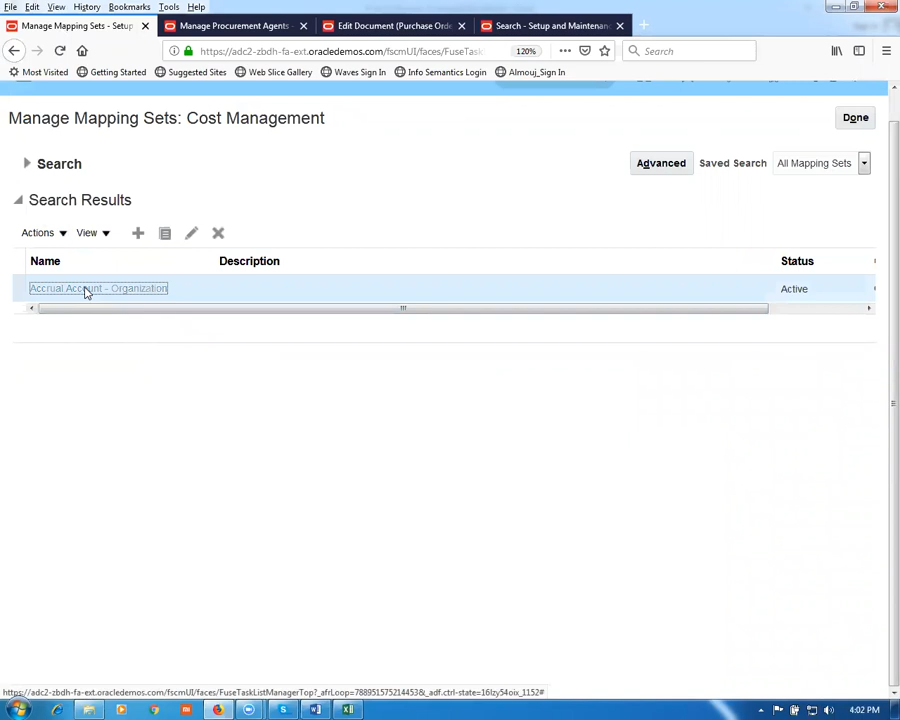 File Edit View History Bookmarks Tools Help
Manage Mapping Sets - Setup
Manage Procurement Agents -
Edit Document (Purchase Orde
Search - Setup and Maintenanc
https://adc2-zbdh-fa-ext.oracledemos.com/fscmUI/faces/FuseTask
120%
Search
Most Visited Getting Started Suggested Sites Web Slice Gallery Waves Sign In Info Semantics Login Almouj_Sign In
Manage Mapping Sets: Cost Management
Done
Search
Advanced Saved Search All Mapping Sets
Search Results
Actions View
Name Description Status
Accrual Account - Organization Active
https://adc2-zbdh-fa-ext.oracledemos.com/fscmUI/faces/FuseTaskListManagerTop?_afrLoop=788951575214453&_adf.ctrl-state=16lzy54oix_1152#
4:02 PM